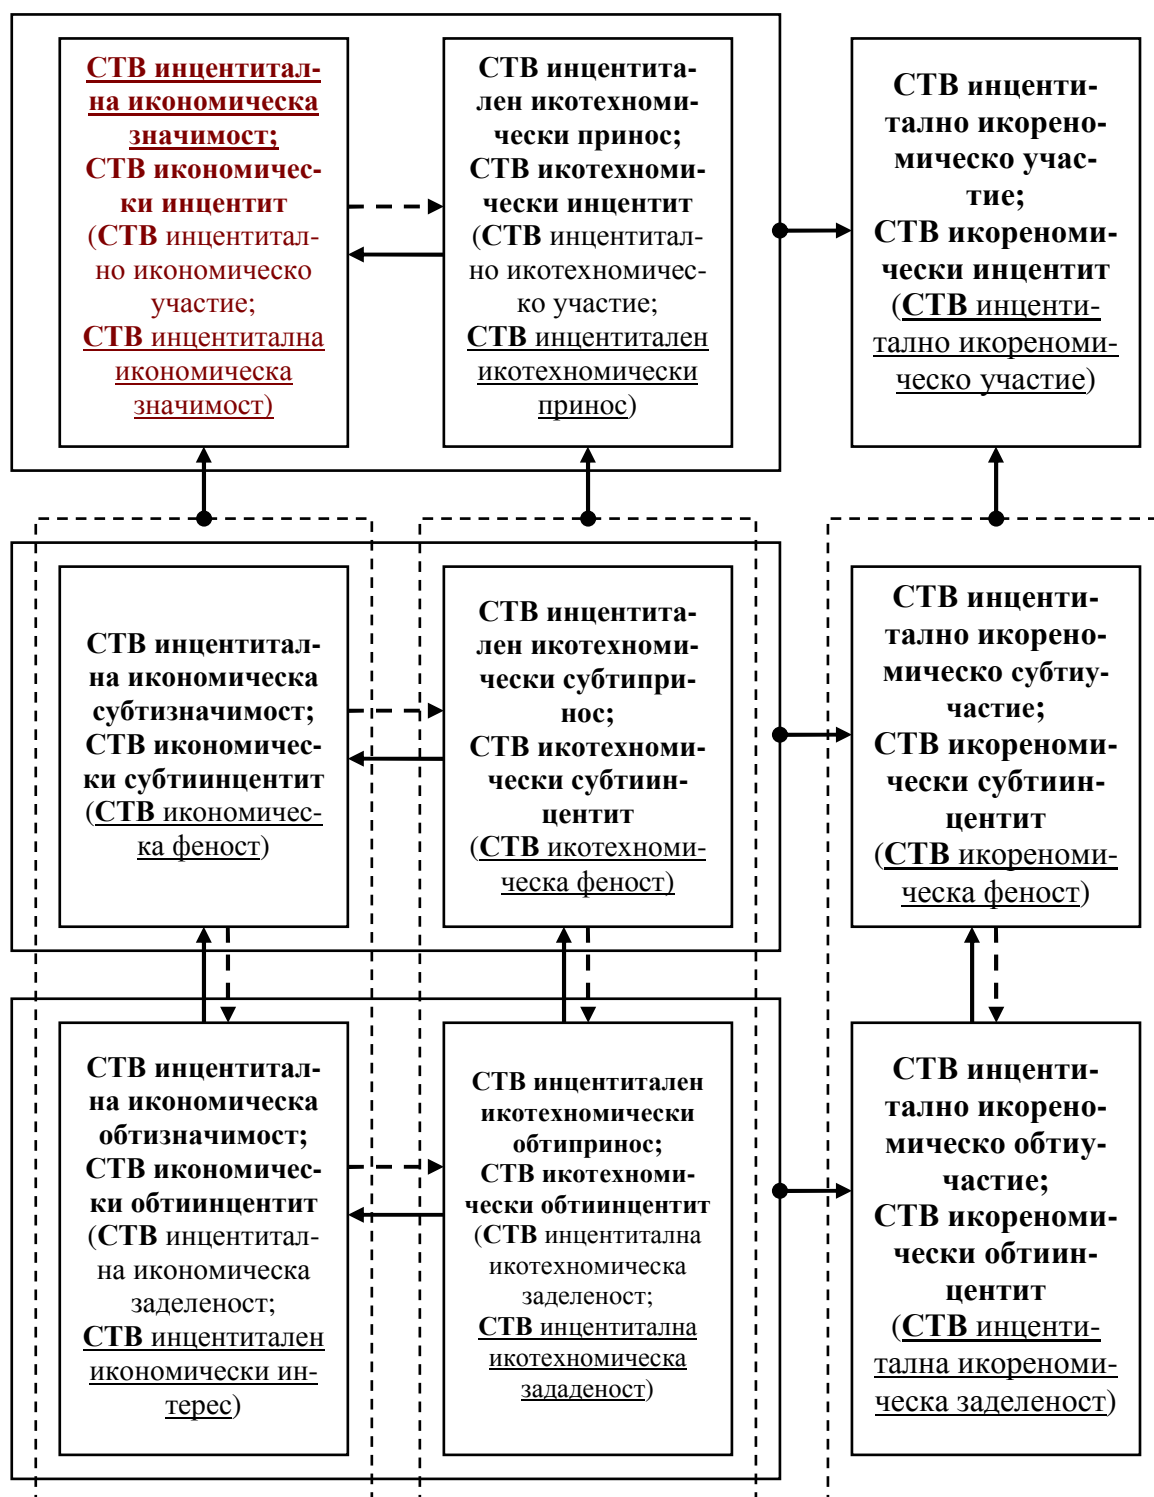 СТВ инцентитал-
на икономическа
значимост;
СТВ икономичес-
ки инцентит
(СТВ инцентитал-
но икономическо
участие;
СТВ инцентитална
икономическа
значимост)
СТВ инцентита-
лен икотехноми-
чески принос;
СТВ икотехноми-
чески инцентит
(СТВ инцентитал-
но икотехномичес-
ко участие;
СТВ инцентитален
икотехномически
принос)
СТВ инценти-
тално икорено-
мическо учас-
тие;
СТВ икореноми-
чески инцентит
(СТВ инценти-
тално икореноми-
ческо участие)
СТВ инцентитал-
на икономическа
субтизначимост;
СТВ икономичес-
ки субтиинцентит
(СТВ икономичес-
ка феност)
СТВ инцентита-
лен икотехноми-
чески субтипри-
нос;
СТВ икотехноми-
чески субтиин-
центит
(СТВ икотехноми-
ческа феност)
СТВ инценти-
тално икорено-
мическо субтиу-
частие;
СТВ икореноми-
чески субтиин-
центит
(СТВ икореноми-
ческа феност)
СТВ инцентитал-
на икономическа
обтизначимост;
СТВ икономичес-
ки обтиинцентит
(СТВ инцентитал-
на икономическа
заделеност;
СТВ инцентитален
икономически ин-
терес)
СТВ инцентитален
икотехномически
обтипринос;
СТВ икотехноми-
чески обтиинцентит
(СТВ инцентитална
икотехномическа
заделеност;
СТВ инцентитална
икотехномическа
зададеност)
СТВ инценти-
тално икорено-
мическо обтиу-
частие;
СТВ икореноми-
чески обтиин-
центит
(СТВ инценти-
тална икореноми-
ческа заделеност)